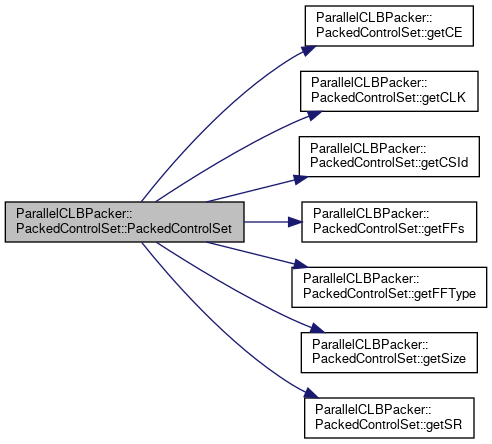 ParallelCLBPacker::
PackedControlSet::getCE
ParallelCLBPacker::
PackedControlSet::getCLK
ParallelCLBPacker::
PackedControlSet::getCSId
ParallelCLBPacker::
PackedControlSet::PackedControlSet
ParallelCLBPacker::
PackedControlSet::getFFs
ParallelCLBPacker::
PackedControlSet::getFFType
ParallelCLBPacker::
PackedControlSet::getSize
ParallelCLBPacker::
PackedControlSet::getSR